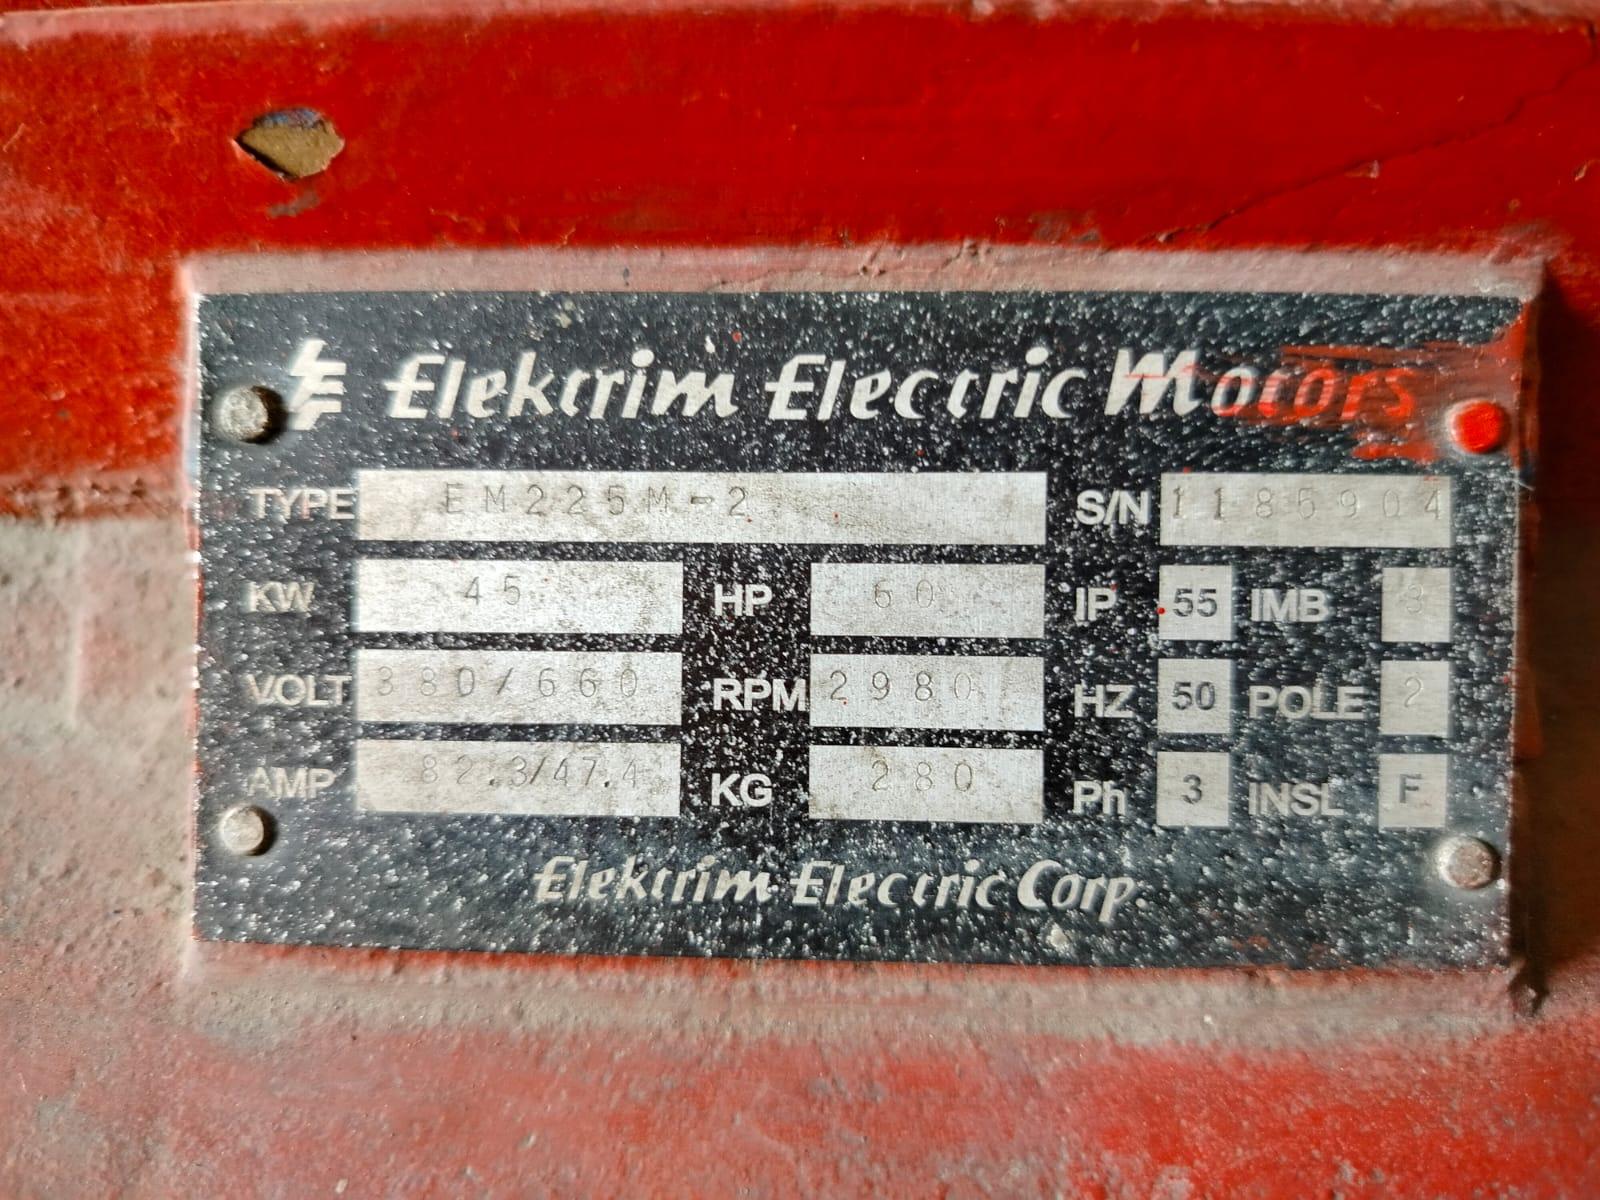 Elektrim Electric Motors
TYPE EM225M-2 S/N 1185904
KW 45 HP 60 IP 55 IMB 3
VOLT 380/660 RPM 2980 HZ 50 POLE 2
AMP 82.3/47.4 KG 280 Ph 3 INSL F
Elektrim Electric Corp.